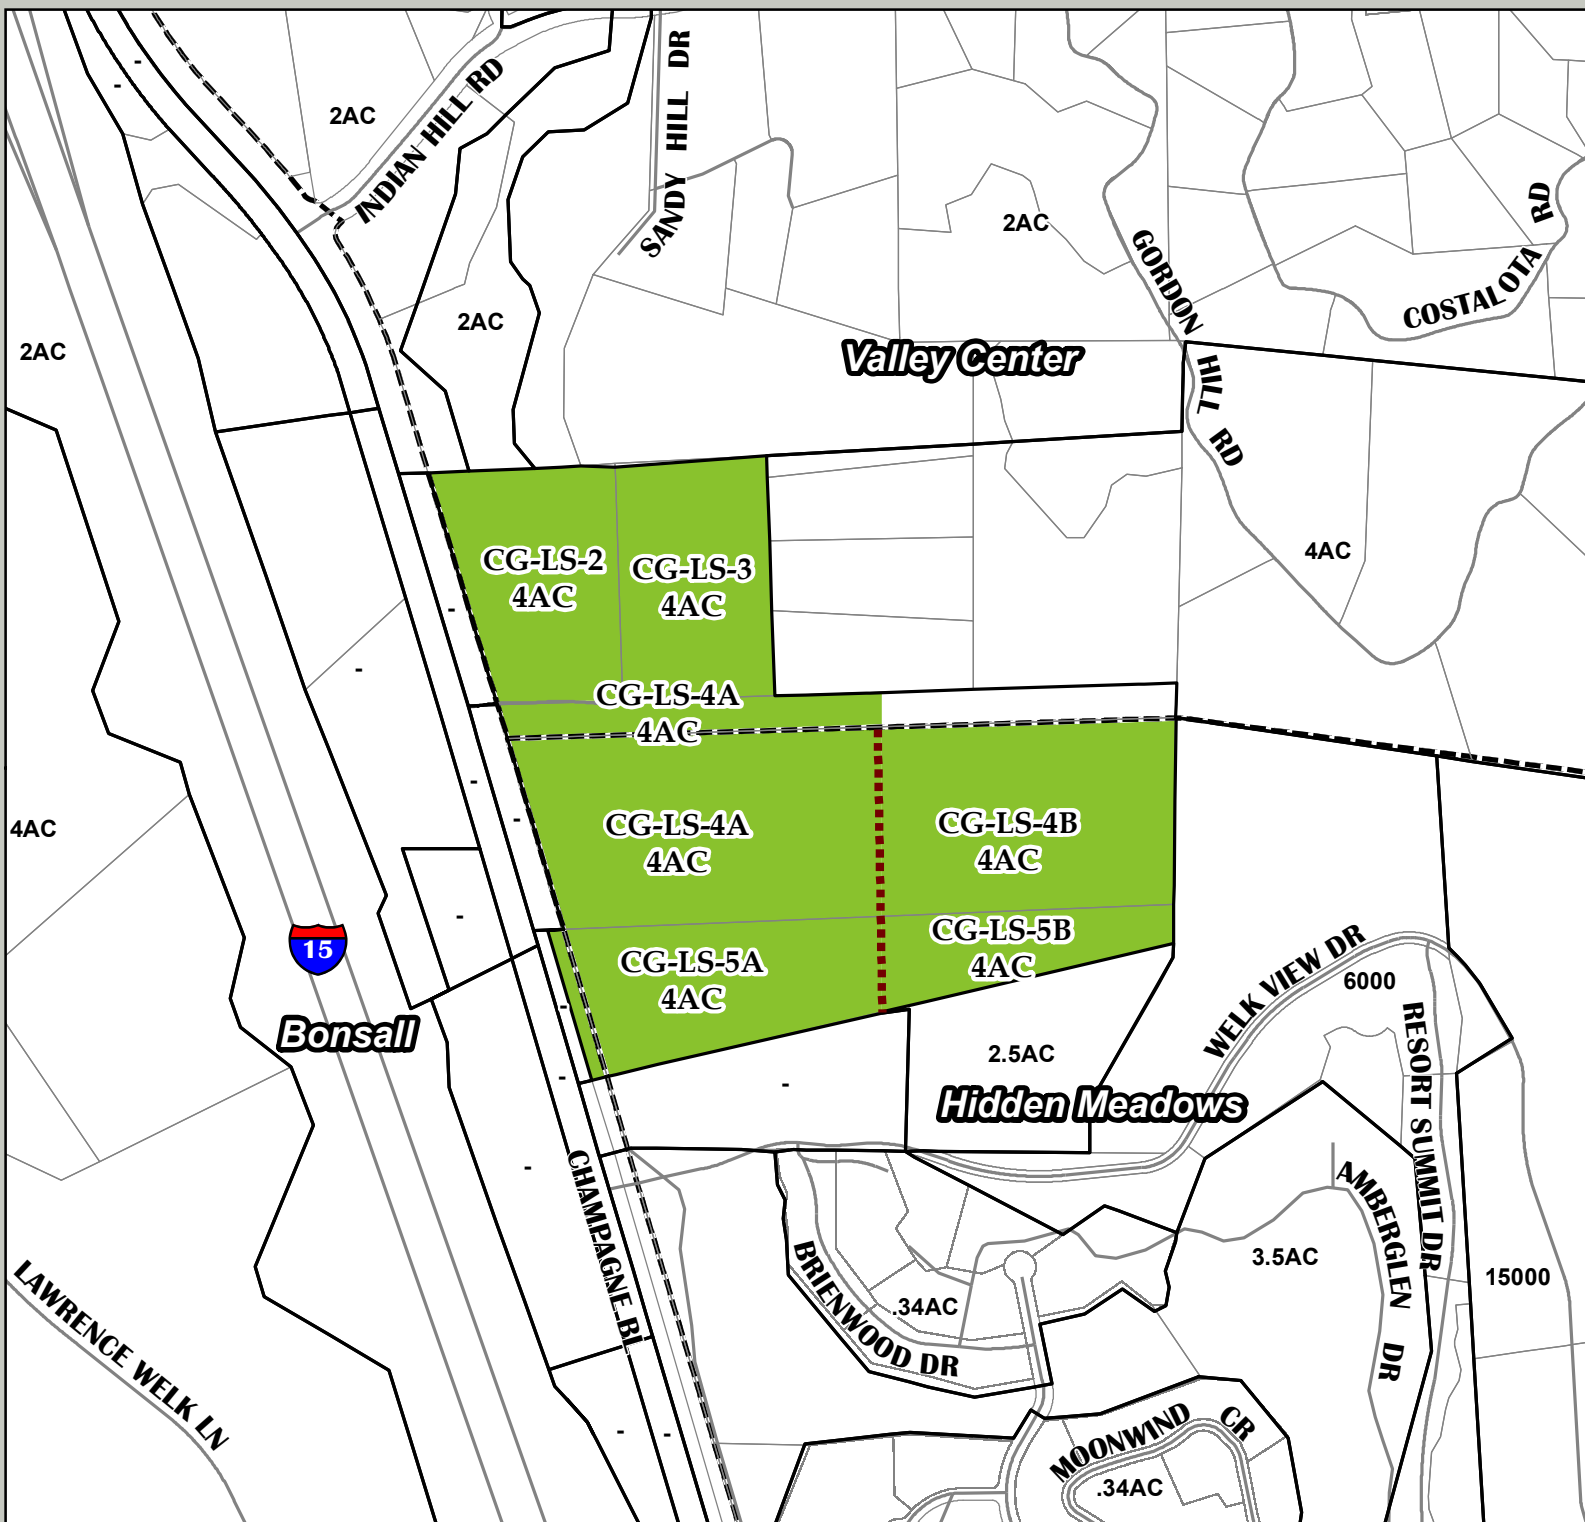 2AC
INDIAN HILL RD
SANDY HILL DR
2AC
GORDON HILL RD
COSTALOTA RD
2AC
2AC
Valley Center
CG-LS-2
4AC
CG-LS-3
4AC
4AC
CG-LS-4A
4AC
CG-LS-4A
4AC
CG-LS-4B
4AC
4AC
CG-LS-5A
4AC
CG-LS-5B
4AC
15
Bonsall
WELK VIEW DR
6000
RESORT SUMMIT DR
2.5AC
Hidden Meadows
-
-
-
-
-
-
-
-
-
-
-
-
-
CHAMPAGNE BL
AMBERGLEN DR
3.5AC
15000
BRIENWOOD DR
.34AC
LAWRENCE WELK LN
MOONWIND CR
.34AC